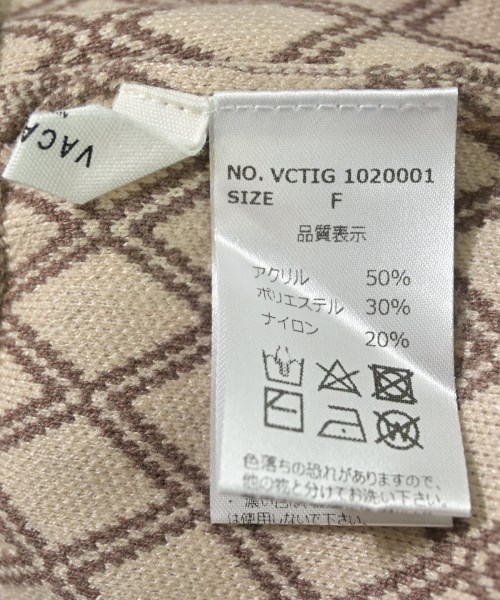 VACA
NO. VCTIG 1020001
SIZE F
品質表示
アクリル 50%
ポリエステル 30%
ナイロン 20%
色落ちの恐れがありますので、
他の物と分けてお洗い下さい。
は使用しないで下さい。